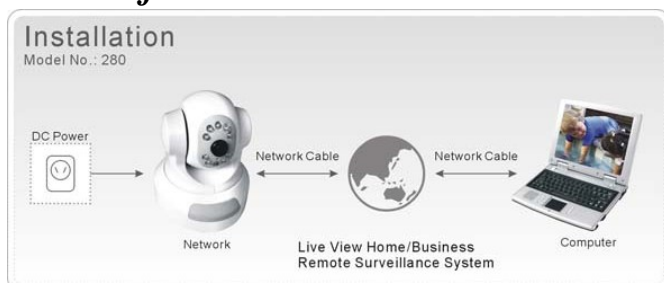 Installation
Model No.: 280
DC Power
Network Cable
Network Cable
Network
Live View Home/Business
Remote Surveillance System
Computer